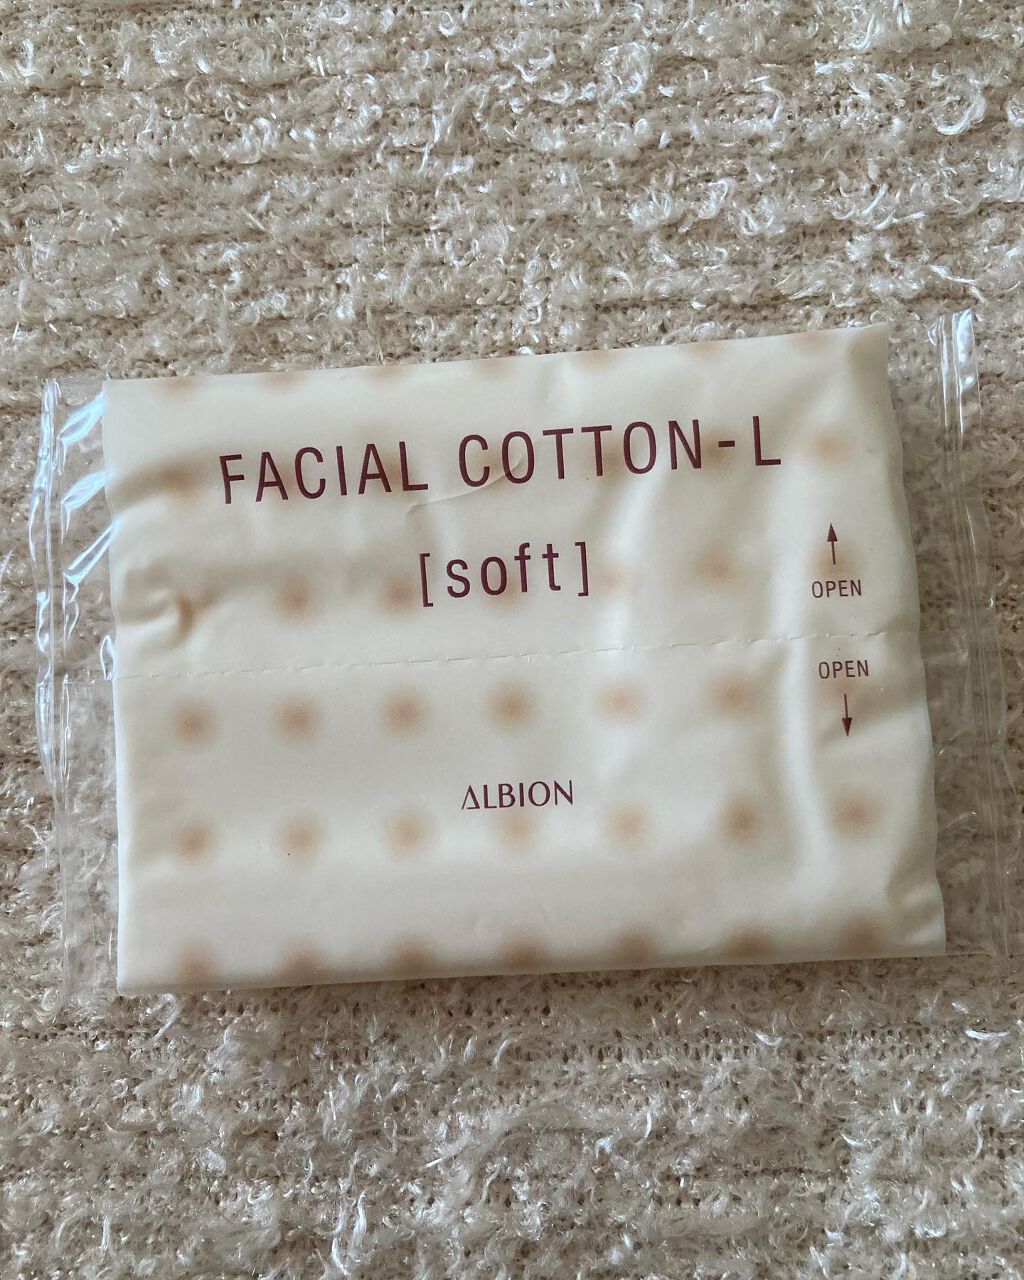 FACIAL COTTON-L
[soft]
OPEN
OPEN
ALBION